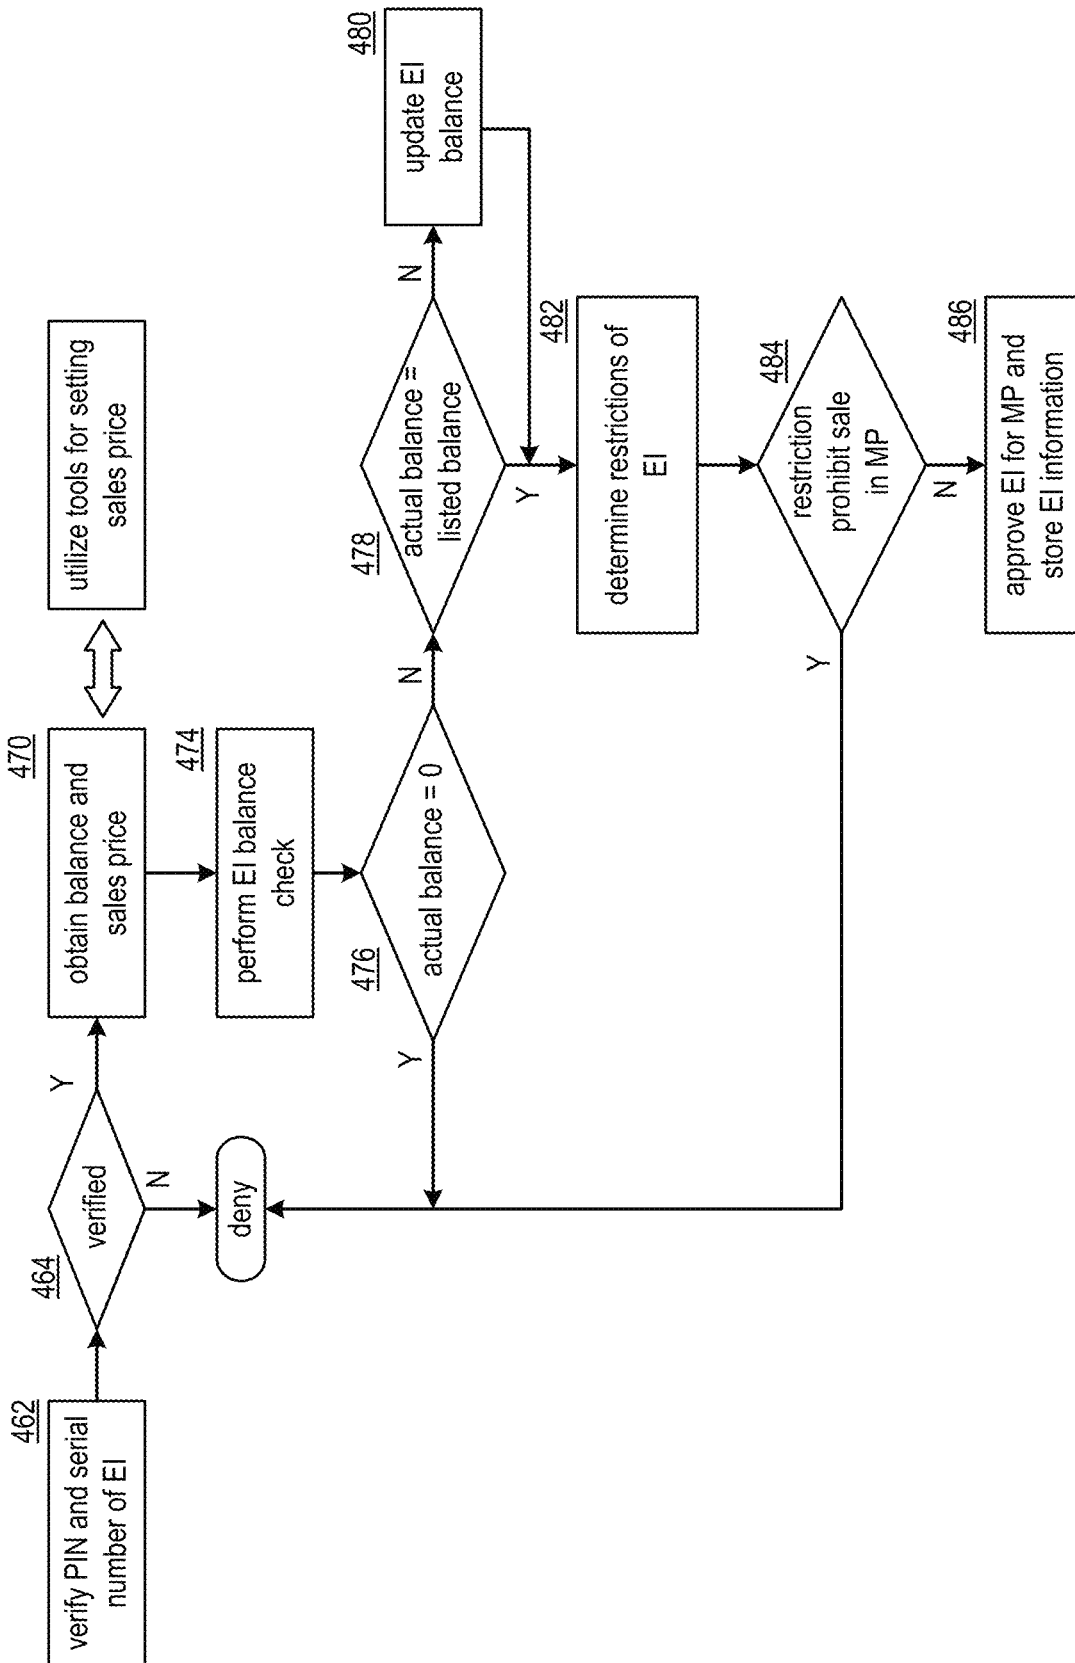 462
verify PIN and serial
number of EI
464
verified
Y
N
deny
470
obtain balance and
sales price
utilize tools for setting
sales price
474
perform EI balance
check
476
actual balance = 0
Y
N
478
actual balance =
listed balance
N
Y
480
update EI
balance
482
determine restrictions of
EI
484
restriction
prohibit sale
in MP
Y
N
486
approve EI for MP and
store EI information